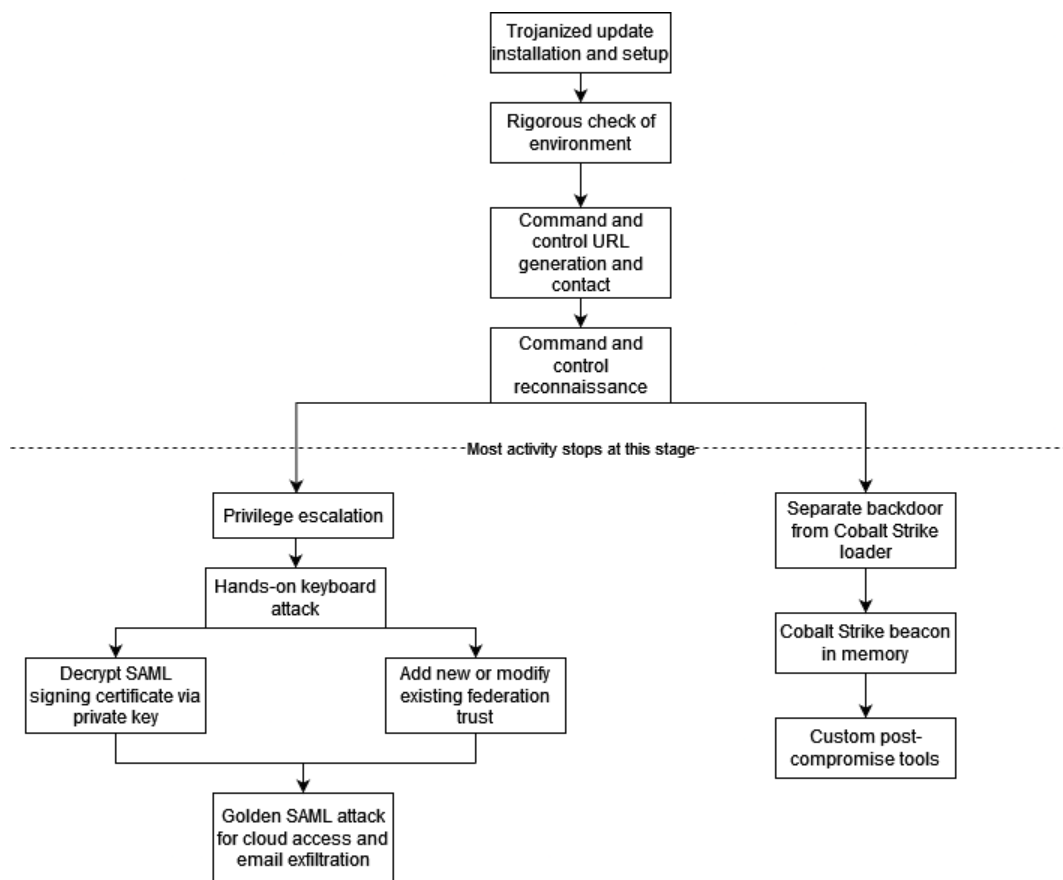 Trojanized update
installation and setup
Rigorous check of
environment
Command and
control URL
generation and
contact
Command and
control
reconnaissance
Most activity stops at this stage
Privilege escalation
Separate backdoor
from Cobalt Strike
loader
Hands-on keyboard
attack
Cobalt Strike beacon
in memory
Decrypt SAML
signing certificate via
private key
Add new or modify
existing federation
trust
Custom post-
compromise tools
Golden SAML attack
for cloud access and
email exfiltration